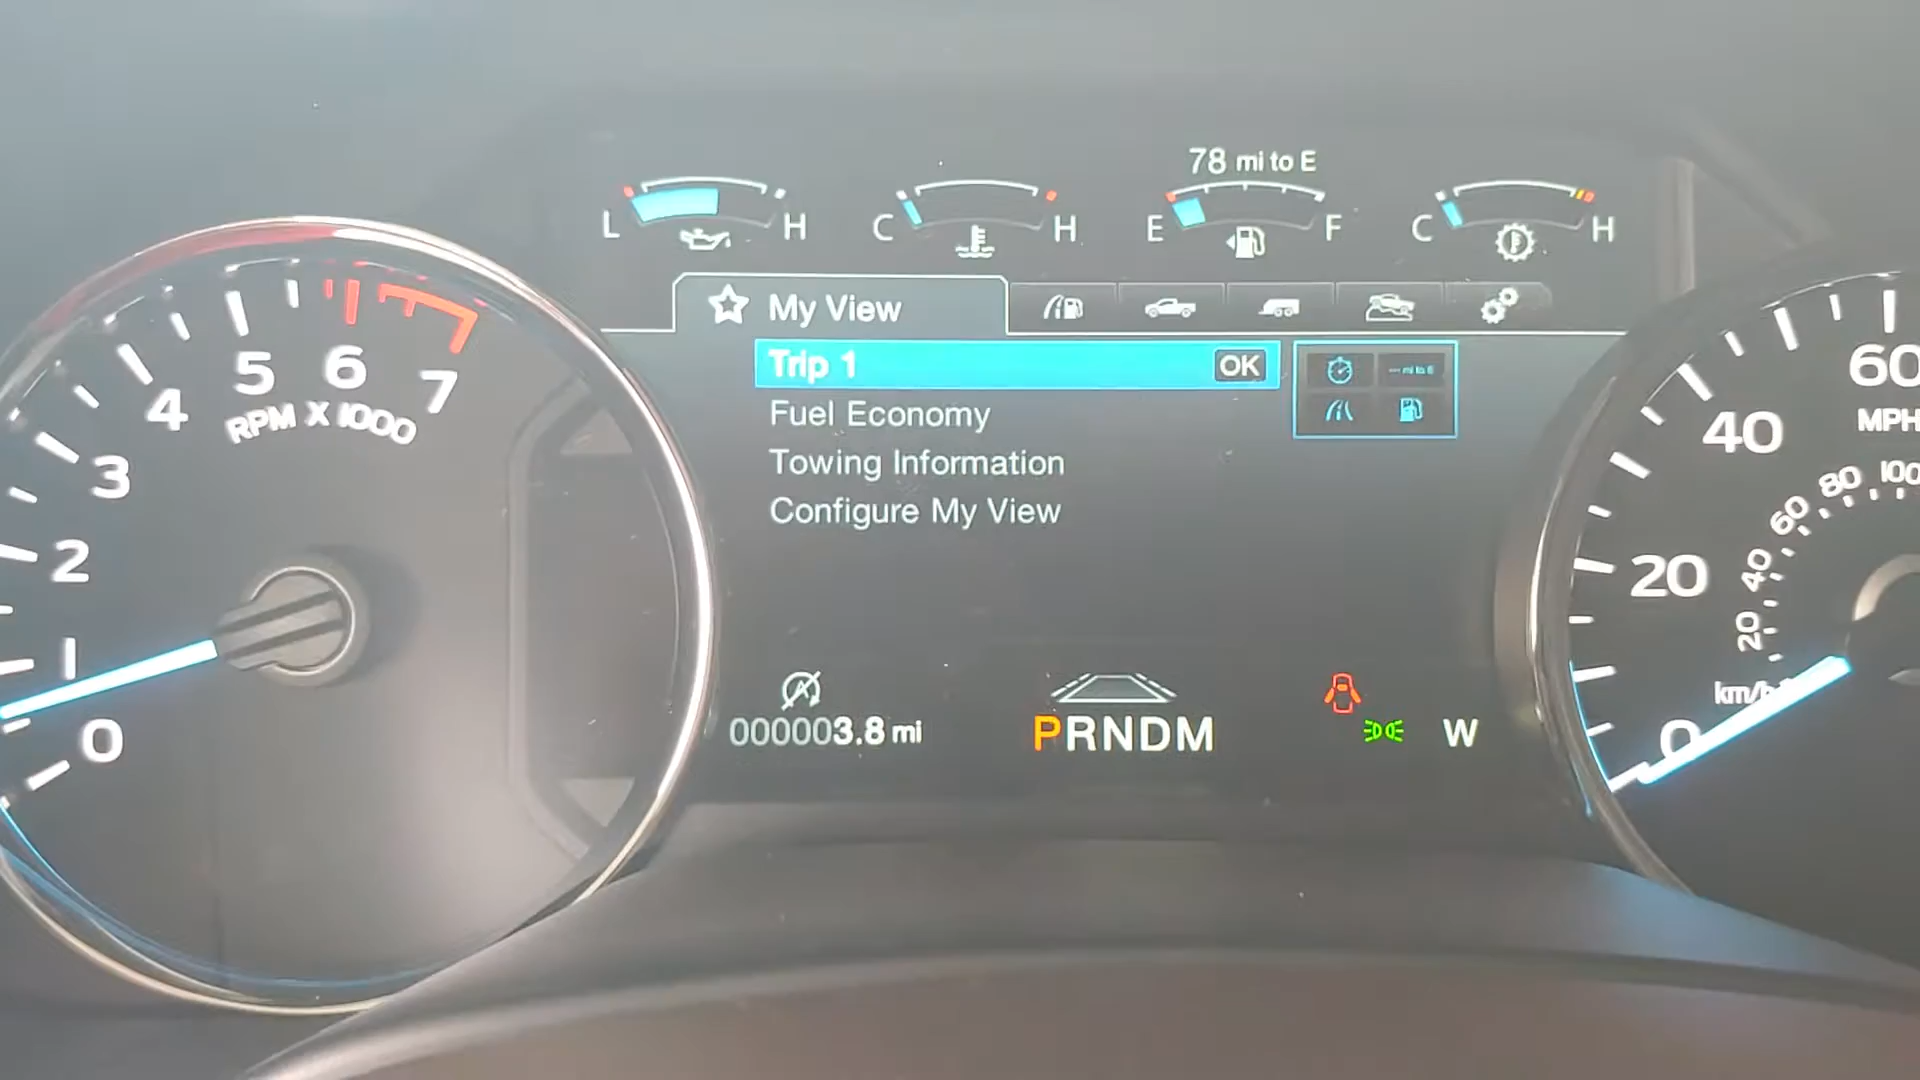 78 mi to E
L H C H E F C H
My View
Trip 1 OK
Fuel Economy
Towing Information
Configure My View
000003.8 mi
PRNDM
W
0 1 2 3 4 5 6 7
RPM X 1000
0 20 40 60
MPH
20 40 60 80 100
km/h